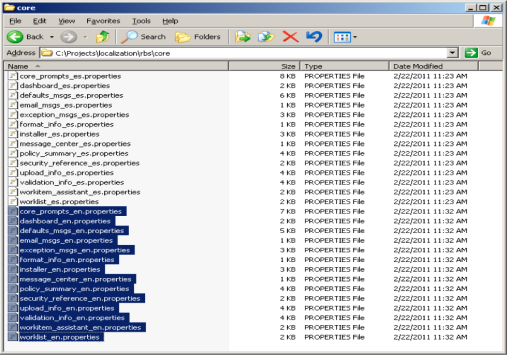 core
File Edit View Favorites Tools Help
Back Search Folders
Address C:\Projects\localization\rbs\core Go
Name Size Type Date Modified
core_prompts_es.properties 8 KB PROPERTIES File 2/22/2011 11:23 AM
dashboard_es.properties 2 KB PROPERTIES File 2/22/2011 11:23 AM
defaults_msgs_es.properties 6 KB PROPERTIES File 2/22/2011 11:23 AM
email_msgs_es.properties 1 KB PROPERTIES File 2/22/2011 11:23 AM
exception_msgs_es.properties 3 KB PROPERTIES File 2/22/2011 11:23 AM
format_info_es.properties 1 KB PROPERTIES File 2/22/2011 11:23 AM
installer_es.properties 3 KB PROPERTIES File 2/22/2011 11:23 AM
message_center_es.properties 1 KB PROPERTIES File 2/22/2011 11:23 AM
policy_summary_es.properties 4 KB PROPERTIES File 2/22/2011 11:23 AM
security_reference_es.properties 2 KB PROPERTIES File 2/22/2011 11:23 AM
upload_info_es.properties 4 KB PROPERTIES File 2/22/2011 11:23 AM
validation_info_es.properties 4 KB PROPERTIES File 2/22/2011 11:23 AM
workitem_assistant_es.properties 2 KB PROPERTIES File 2/22/2011 11:23 AM
worklist_es.properties 2 KB PROPERTIES File 2/22/2011 11:23 AM
core_prompts_en.properties 7 KB PROPERTIES File 2/22/2011 11:32 AM
dashboard_en.properties 2 KB PROPERTIES File 2/22/2011 11:32 AM
defaults_msgs_en.properties 5 KB PROPERTIES File 2/22/2011 11:32 AM
email_msgs_en.properties 1 KB PROPERTIES File 2/22/2011 11:32 AM
exception_msgs_en.properties 3 KB PROPERTIES File 2/22/2011 11:32 AM
format_info_en.properties 1 KB PROPERTIES File 2/22/2011 11:32 AM
installer_en.properties 3 KB PROPERTIES File 2/22/2011 11:32 AM
message_center_en.properties 1 KB PROPERTIES File 2/22/2011 11:32 AM
policy_summary_en.properties 4 KB PROPERTIES File 2/22/2011 11:32 AM
security_reference_en.properties 2 KB PROPERTIES File 2/22/2011 11:32 AM
upload_info_en.properties 4 KB PROPERTIES File 2/22/2011 11:32 AM
validation_info_en.properties 4 KB PROPERTIES File 2/22/2011 11:32 AM
workitem_assistant_en.properties 2 KB PROPERTIES File 2/22/2011 11:32 AM
worklist_en.properties 2 KB PROPERTIES File 2/22/2011 11:32 AM